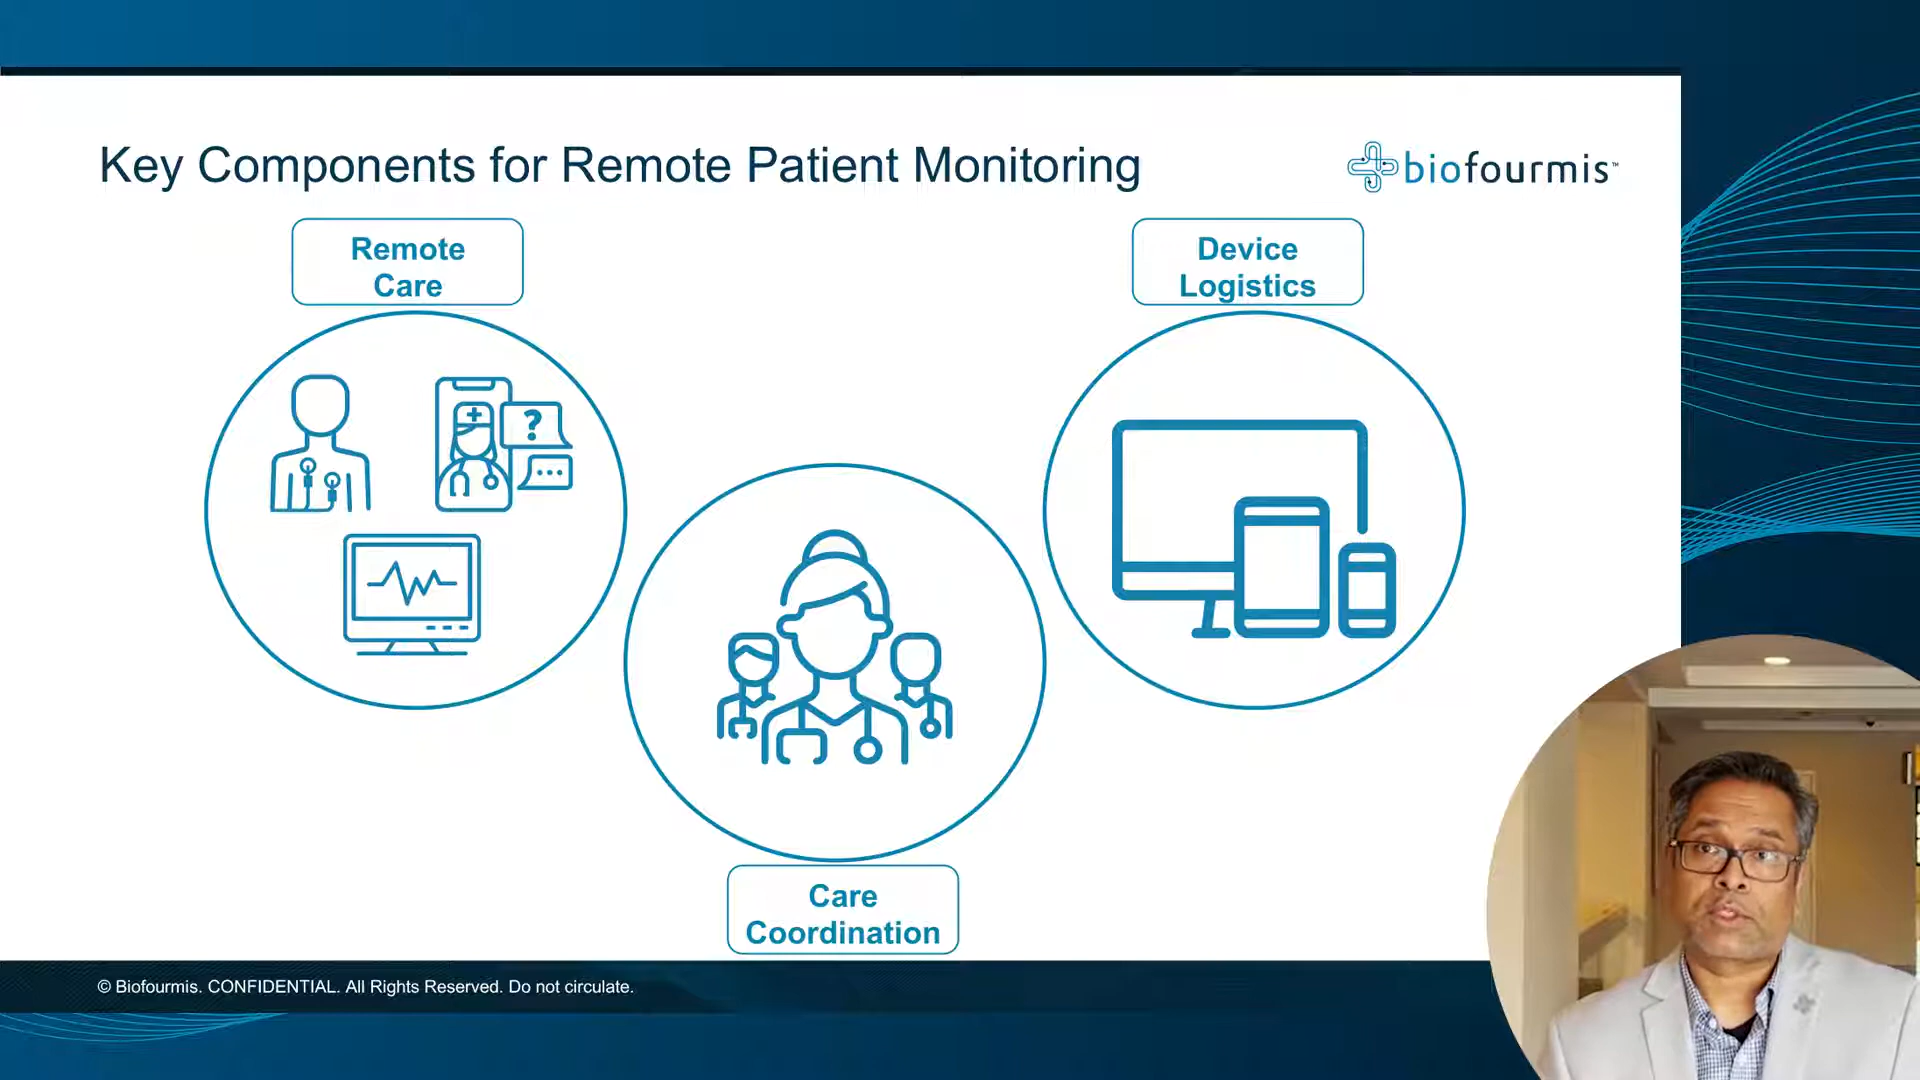 Key Components for Remote Patient Monitoring
biofourmis™
Remote
Care
Device
Logistics
?
Care
Coordination
© Biofourmis. CONFIDENTIAL. All Rights Reserved. Do not circulate.